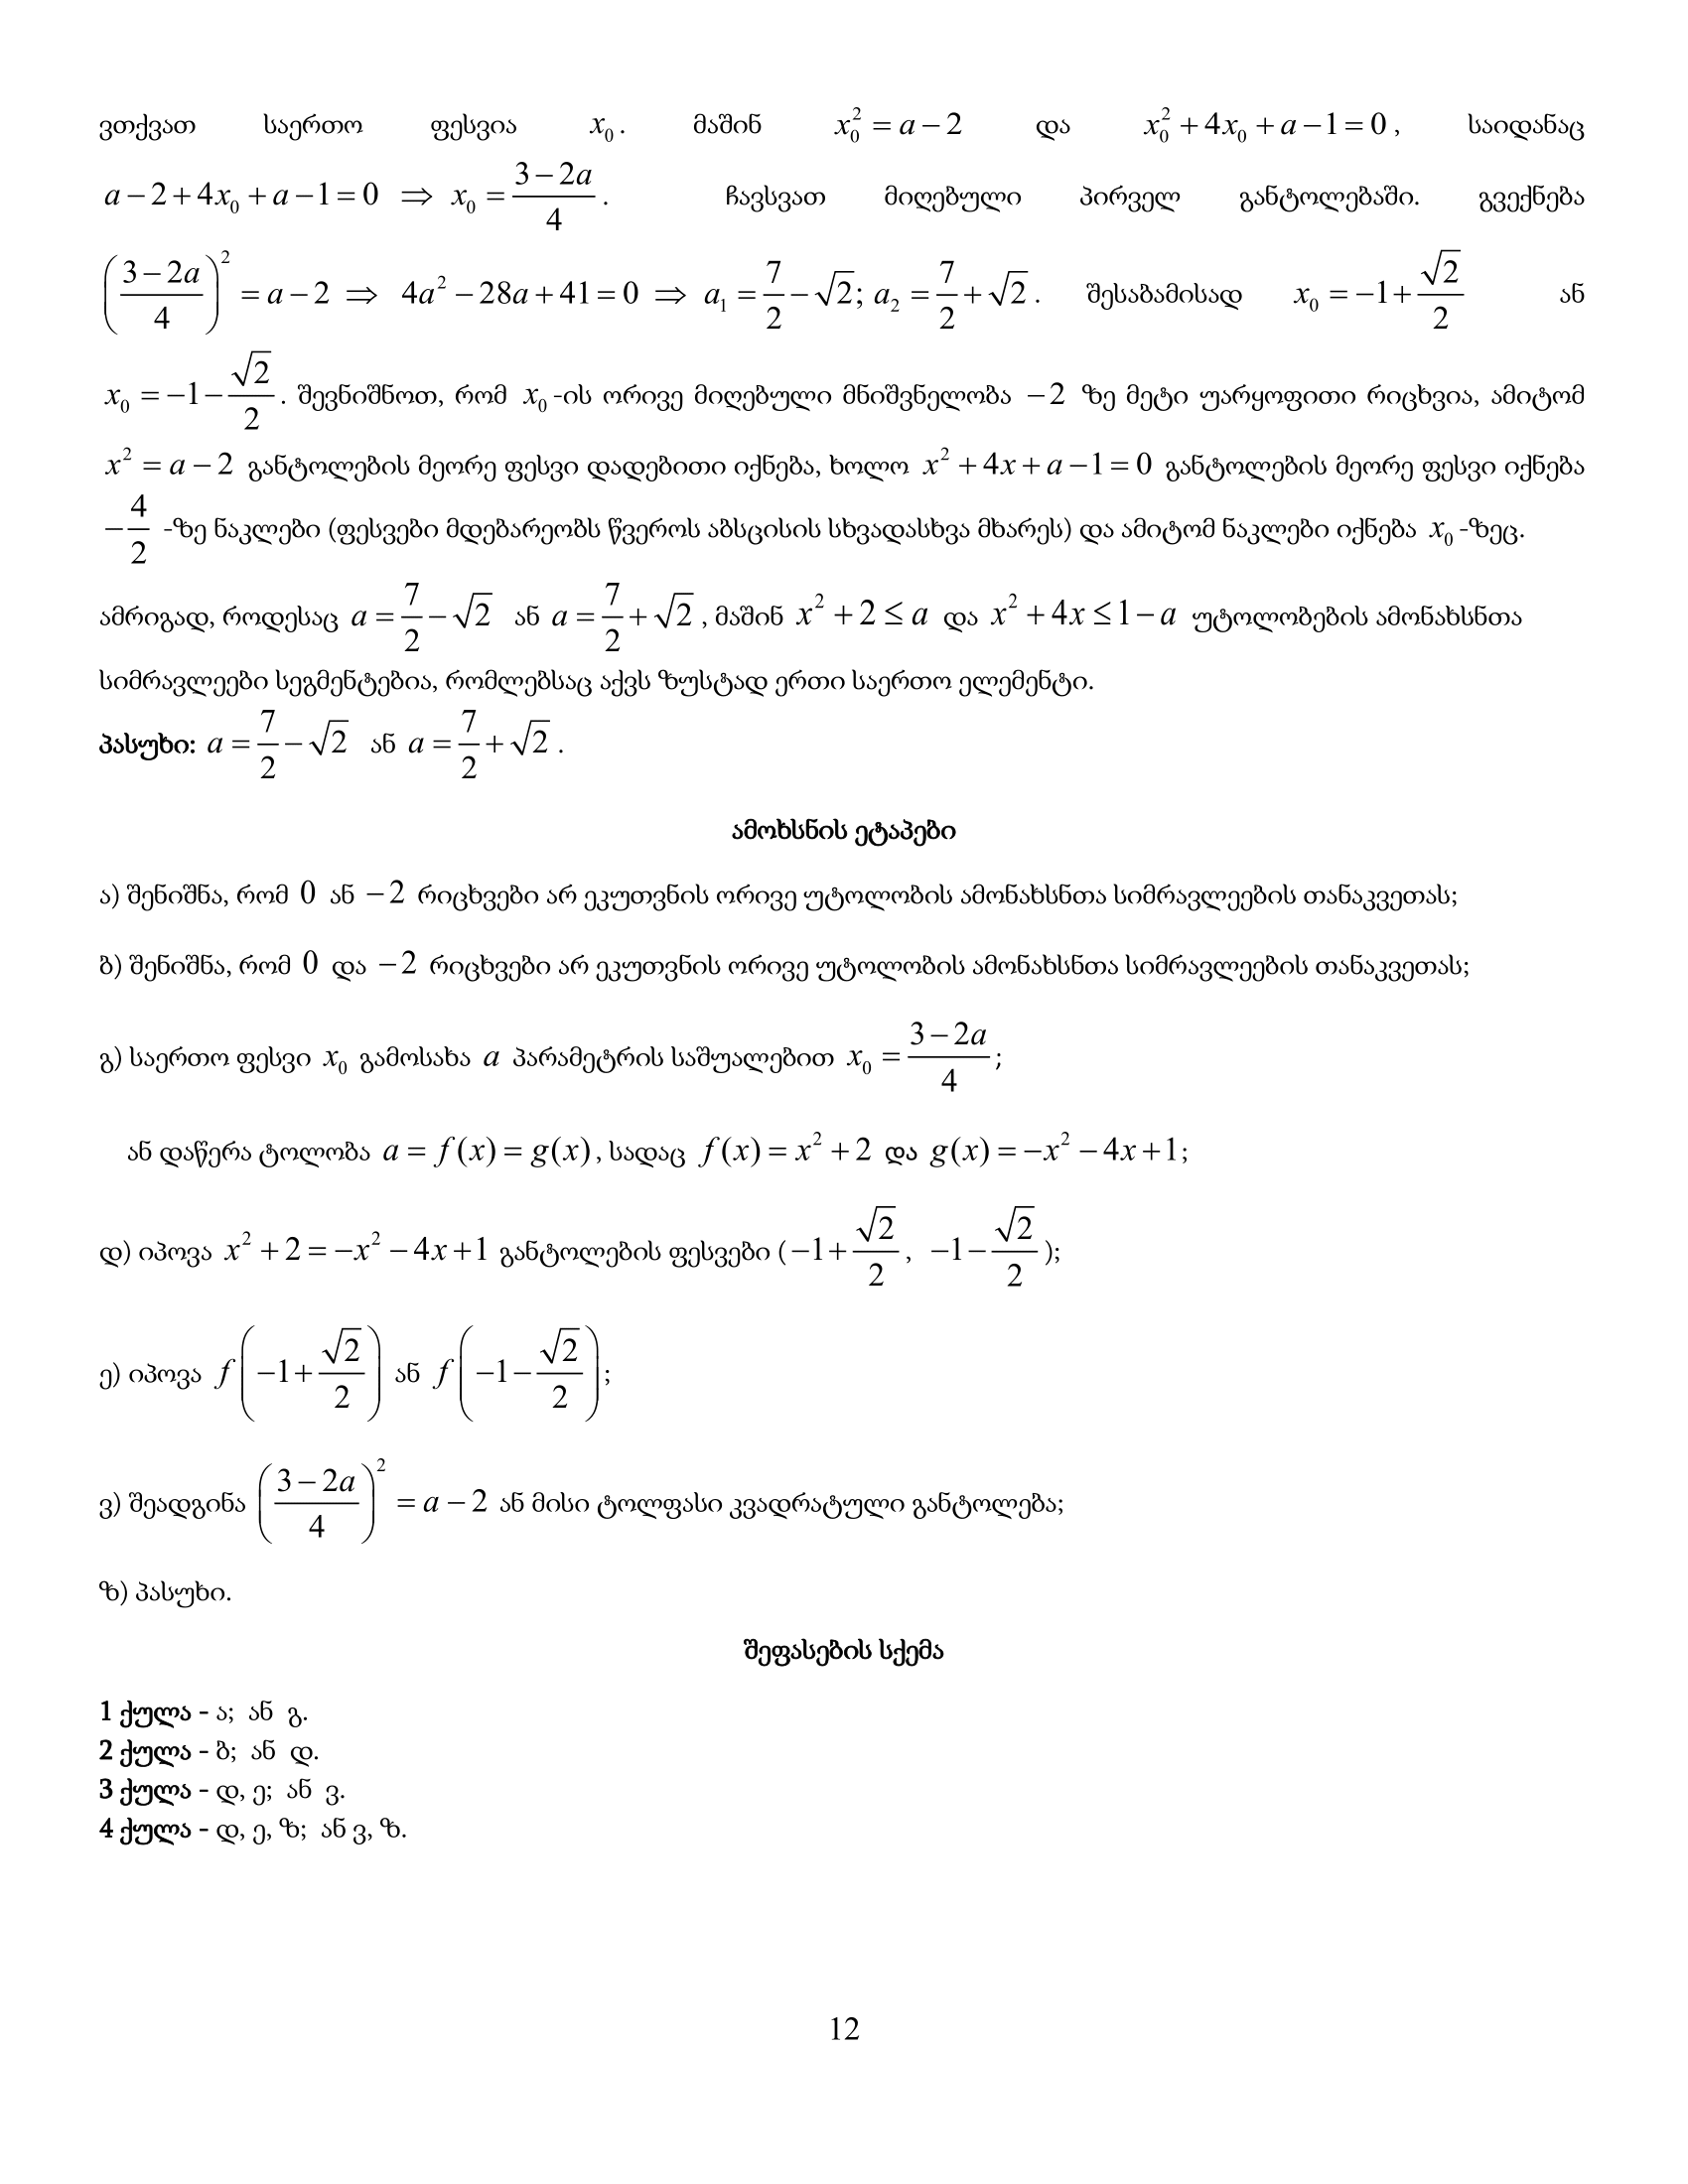 ვთქვათ საერთო ფესვია $x_0$. მაშინ $x_0^2 = a - 2$ და $x_0^2 + 4x_0 + a - 1 = 0$, საიდანაც
$a - 2 + 4x_0 + a - 1 = 0 \Rightarrow x_0 = \frac{3 - 2a}{4}$. ჩავსვათ მიღებული პირველ განტოლებაში. გვექნება
$\left(\frac{3 - 2a}{4}\right)^2 = a - 2 \Rightarrow 4a^2 - 28a + 41 = 0 \Rightarrow a_1 = \frac{7}{2} - \sqrt{2}; a_2 = \frac{7}{2} + \sqrt{2}$. შესაბამისად $x_0 = -1 + \frac{\sqrt{2}}{2}$ ან
$x_0 = -1 - \frac{\sqrt{2}}{2}$. შევნიშნოთ, რომ $x_0$-ის ორივე მიღებული მნიშვნელობა $-2$ ზე მეტი უარყოფითი რიცხვია, ამიტომ
$x^2 = a - 2$ განტოლების მეორე ფესვი დადებითი იქნება, ხოლო $x^2 + 4x + a - 1 = 0$ განტოლების მეორე ფესვი იქნება
$-\frac{4}{2}$ -ზე ნაკლები (ფესვები მდებარეობს წვეროს აბსცისის სხვადასხვა მხარეს) და ამიტომ ნაკლები იქნება $x_0$-ზეც.
ამრიგად, როდესაც $a = \frac{7}{2} - \sqrt{2}$ ან $a = \frac{7}{2} + \sqrt{2}$, მაშინ $x^2 + 2 \leq a$ და $x^2 + 4x \leq 1 - a$ უტოლობების ამონახსნთა
სიმრავლეები სეგმენტებია, რომლებსაც აქვს ზუსტად ერთი საერთო ელემენტი.
პასუხი: $a = \frac{7}{2} - \sqrt{2}$ ან $a = \frac{7}{2} + \sqrt{2}$.
ამოხსნის ეტაპები
ა) შენიშნა, რომ 0 ან $-2$ რიცხვები არ ეკუთვნის ორივე უტოლობის ამონახსნთა სიმრავლეების თანაკვეთას;
ბ) შენიშნა, რომ 0 და $-2$ რიცხვები არ ეკუთვნის ორივე უტოლობის ამონახსნთა სიმრავლეების თანაკვეთას;
გ) საერთო ფესვი $x_0$ გამოსახა $a$ პარამეტრის საშუალებით $x_0 = \frac{3 - 2a}{4}$;
ან დაწერა ტოლობა $a = f(x) = g(x)$, სადაც $f(x) = x^2 + 2$ და $g(x) = -x^2 - 4x + 1$;
დ) იპოვა $x^2 + 2 = -x^2 - 4x + 1$ განტოლების ფესვები ($-1 + \frac{\sqrt{2}}{2}$, $-1 - \frac{\sqrt{2}}{2}$);
ე) იპოვა $f\left(-1 + \frac{\sqrt{2}}{2}\right)$ ან $f\left(-1 - \frac{\sqrt{2}}{2}\right)$;
ვ) შეადგინა $\left(\frac{3 - 2a}{4}\right)^2 = a - 2$ ან მისი ტოლფასი კვადრატული განტოლება;
ზ) პასუხი.
შეფასების სქემა
1 ქულა - ა; ან გ.
2 ქულა - ბ; ან დ.
3 ქულა - დ, ე; ან ვ.
4 ქულა - დ, ე, ზ; ან ვ, ზ.
12